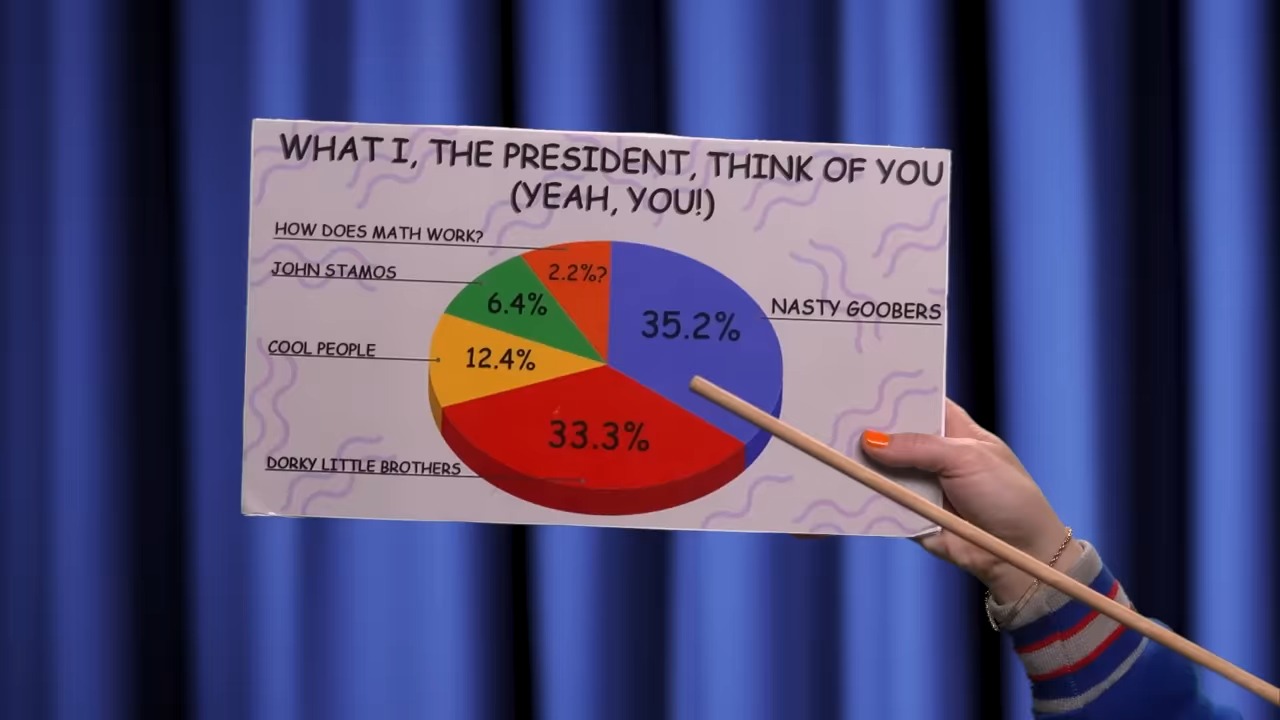 WHAT I, THE PRESIDENT, THINK OF YOU
(YEAH, YOU!)
HOW DOES MATH WORK?
2.2%?
JOHN STAMOS
6.4%
NASTY GOOBERS
35.2%
COOL PEOPLE
12.4%
33.3%
DORKY LITTLE BROTHERS